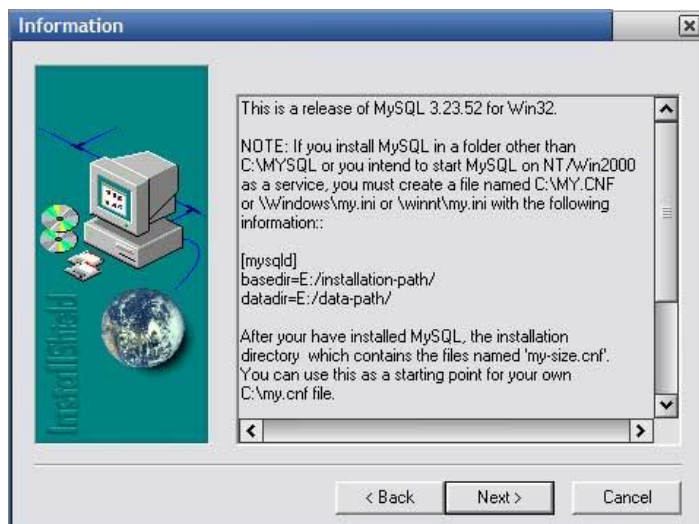 Information
This is a release of MySQL 3.23.52 for Win32.
NOTE: If you install MySQL in a folder other than
C:\MYSQL or you intend to start MySQL on NT/Win2000
as a service, you must create a file named C:\MY.CNF
or \Windows\my.ini or \winnt\my.ini with the following
information::
[mysqld]
basedir=E:/installation-path/
datadir=E:/data-path/
After your have installed MySQL, the installation
directory  which contains the files named 'my-size.cnf'.
You can use this as a starting point for your own
C:\my.cnf file.
InstallShield
< Back
Next >
Cancel